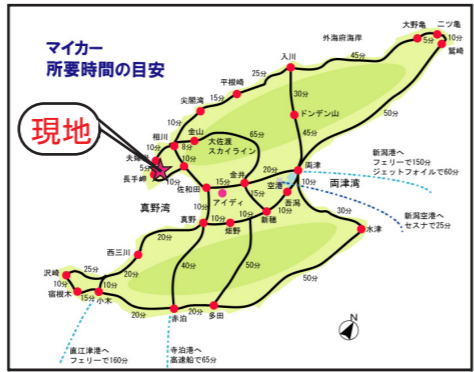 マイカー
所要時間の目安
現地
外海府海岸
大野亀
二ツ亀
5分
10分
鷲崎
45分
入川
25分
平根崎
15分
尖閣湾
10分
30分
ドンデン山
45分
50分
相川
金山
8分
大佐渡
スカイライン
65分
10分
5分
長手岬
10分
10分
佐和田
15分
金井
20分
両津
両津湾
新潟港へ
フェリーで150分
ジェットフォイルで60分
空港
10分
吾潟
アイディ
15分
新穂
10分
真野湾
10分
真野
10分
畑野
新潟空港へ
セスナで25分
30分
水津
西三川
20分
20分
40分
50分
50分
沢崎
25分
10分
宿根木
15分
10分
小木
20分
赤泊
20分
多田
直江津港へ
フェリーで160分
寺泊港へ
高速船で65分
N